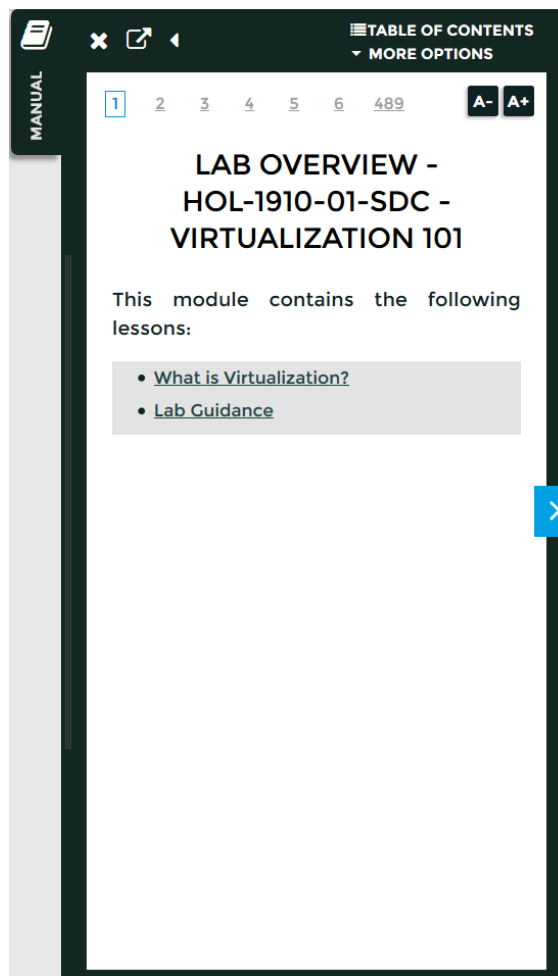 MANUAL
TABLE OF CONTENTS
MORE OPTIONS
1 2 3 4 5 6 489 A- A+
LAB OVERVIEW -
HOL-1910-01-SDC -
VIRTUALIZATION 101
This module contains the following
lessons:
• What is Virtualization?
• Lab Guidance